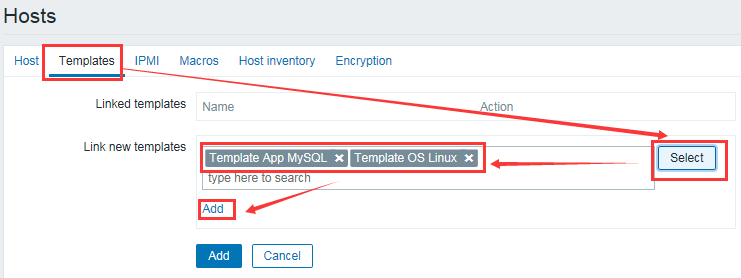 Hosts
Host Templates IPMI Macros Host inventory Encryption
Linked templates Name Action
Link new templates Template App MySQL × Template OS Linux × Select
type here to search
Add
Add Cancel